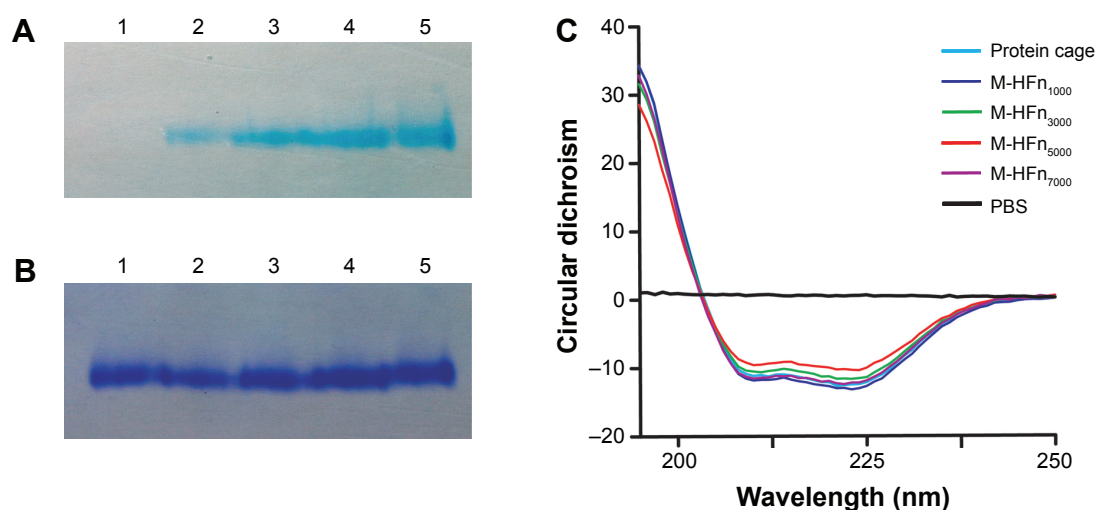 A
1 2 3 4 5
B
1 2 3 4 5
C
40
30
20
10
0
–10
–20
Circular dichroism
200 225 250
Wavelength (nm)
Protein cage
M-HFn1000
M-HFn3000
M-HFn5000
M-HFn7000
PBS